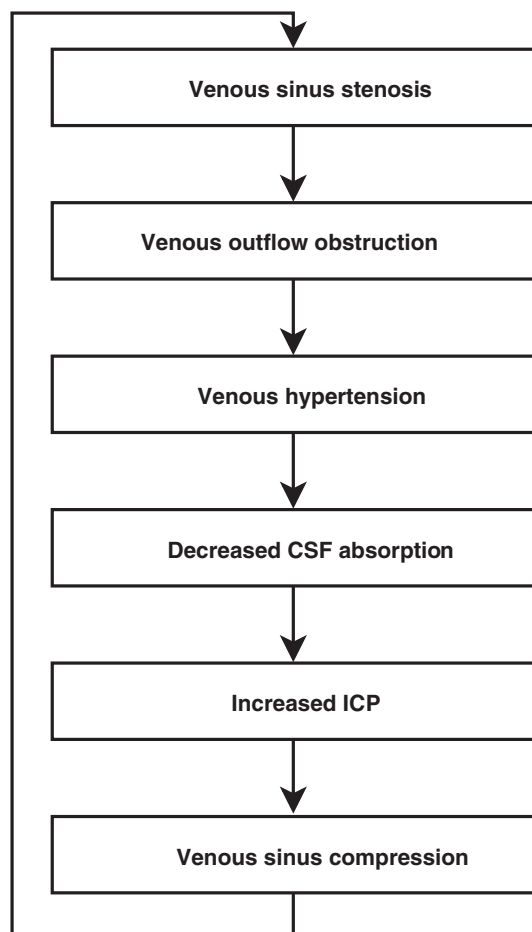 Venous sinus stenosis
Venous outflow obstruction
Venous hypertension
Decreased CSF absorption
Increased ICP
Venous sinus compression